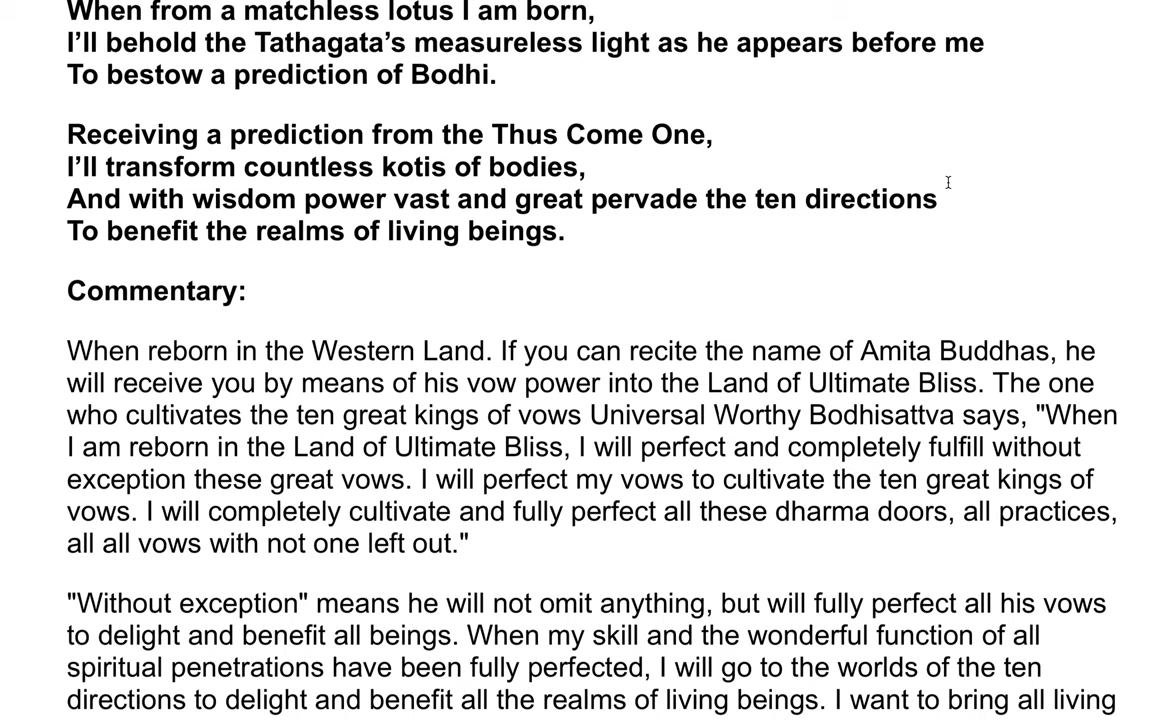 When from a matchless lotus I am born,
I’ll behold the Tathagata’s measureless light as he appears before me
To bestow a prediction of Bodhi.
Receiving a prediction from the Thus Come One,
I’ll transform countless kotis of bodies,
And with wisdom power vast and great pervade the ten directions
To benefit the realms of living beings.
Commentary:
When reborn in the Western Land. If you can recite the name of Amita Buddhas, he
will receive you by means of his vow power into the Land of Ultimate Bliss. The one
who cultivates the ten great kings of vows Universal Worthy Bodhisattva says, "When
I am reborn in the Land of Ultimate Bliss, I will perfect and completely fulfill without
exception these great vows. I will perfect my vows to cultivate the ten great kings of
vows. I will completely cultivate and fully perfect all these dharma doors, all practices,
all all vows with not one left out."
"Without exception" means he will not omit anything, but will fully perfect all his vows
to delight and benefit all beings. When my skill and the wonderful function of all
spiritual penetrations have been fully perfected, I will go to the worlds of the ten
directions to delight and benefit all the realms of living beings. I want to bring all living